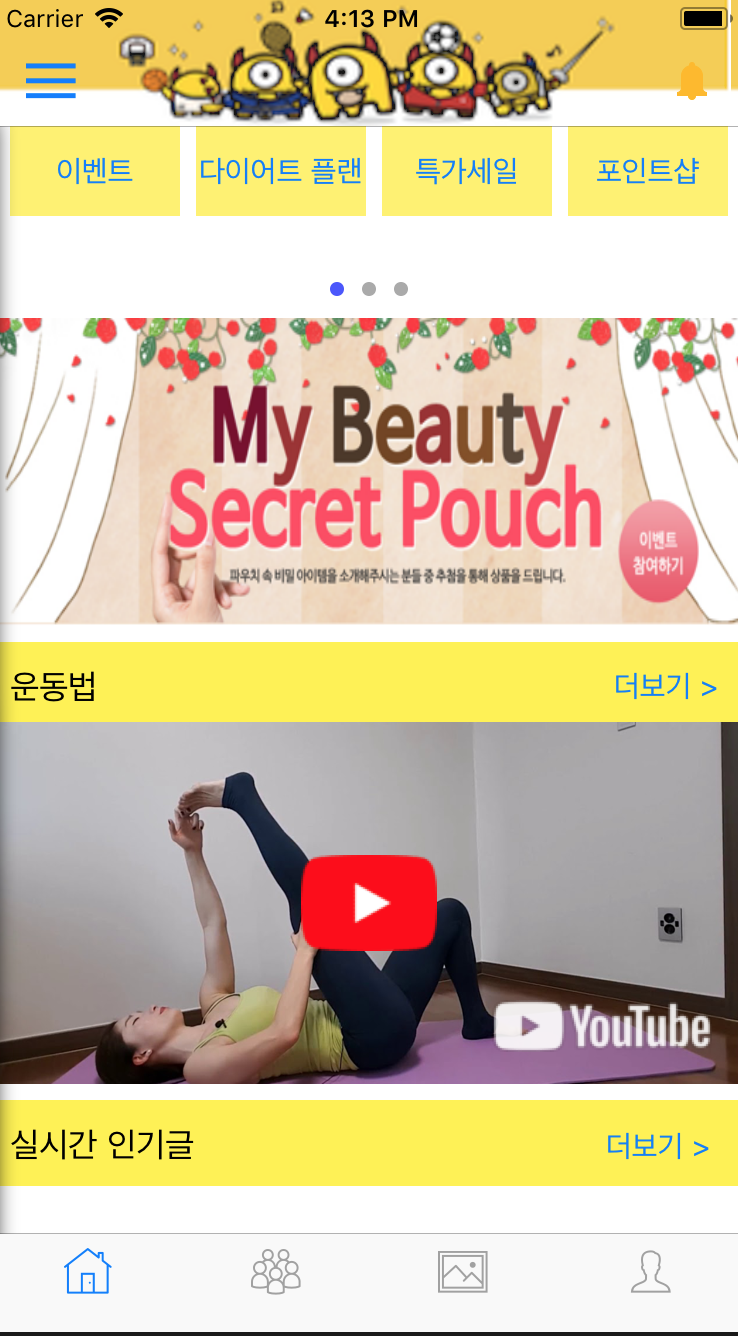 Carrier 4:13 PM
이벤트 다이어트 플랜 특가세일 포인트샵
My Beauty
Secret Pouch
파우치 속 비밀 아이템을 소개해주시는 분들 중 추첨을 통해 상품을 드립니다.
이벤트
참여하기
운동법 더보기 >
YouTube
실시간 인기글 더보기 >